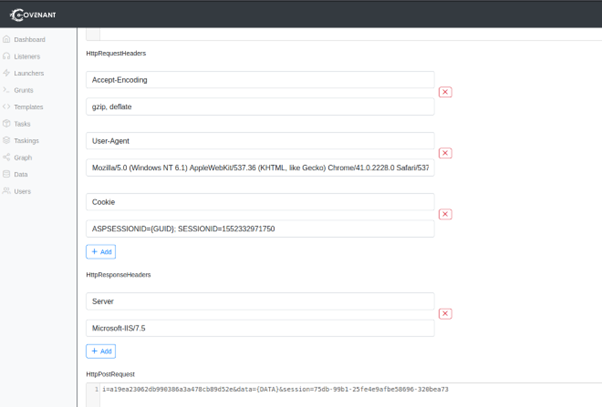 COVENANT
Dashboard
Listeners
Launchers
Grunts
Templates
Tasks
Taskings
Graph
Data
Users
HttpRequestHeaders
Accept-Encoding
gzip, deflate
User-Agent
Mozilla/5.0 (Windows NT 6.1) AppleWebKit/537.36 (KHTML, like Gecko) Chrome/41.0.2228.0 Safari/537
Cookie
ASPSESSIONID={GUID}; SESSIONID=1552332971750
+ Add
HttpResponseHeaders
Server
Microsoft-IIS/7.5
+ Add
HttpPostRequest
1 i=a19ea23062db990386a3a478cb89d52e&data={DATA}&session=75db-99b1-25fe4e9afbe58696-320bea73